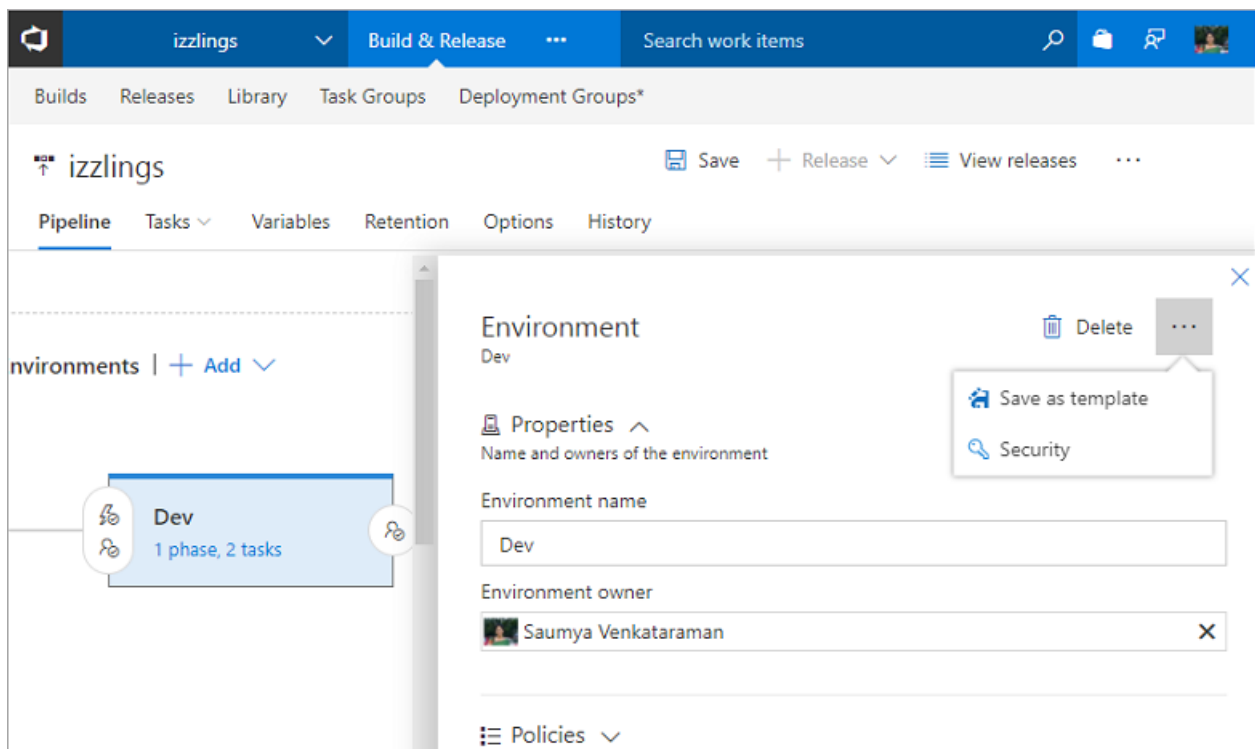 izzlings Build & Release ··· Search work items
Builds Releases Library Task Groups Deployment Groups*
izzlings Save Release View releases ···
Pipeline Tasks Variables Retention Options History
Environment Delete ···
Dev
nvironments | + Add
Save as template
Properties
Name and owners of the environment
Security
Environment name
Dev
Dev
1 phase, 2 tasks
Environment owner
Saumya Venkataraman
Policies